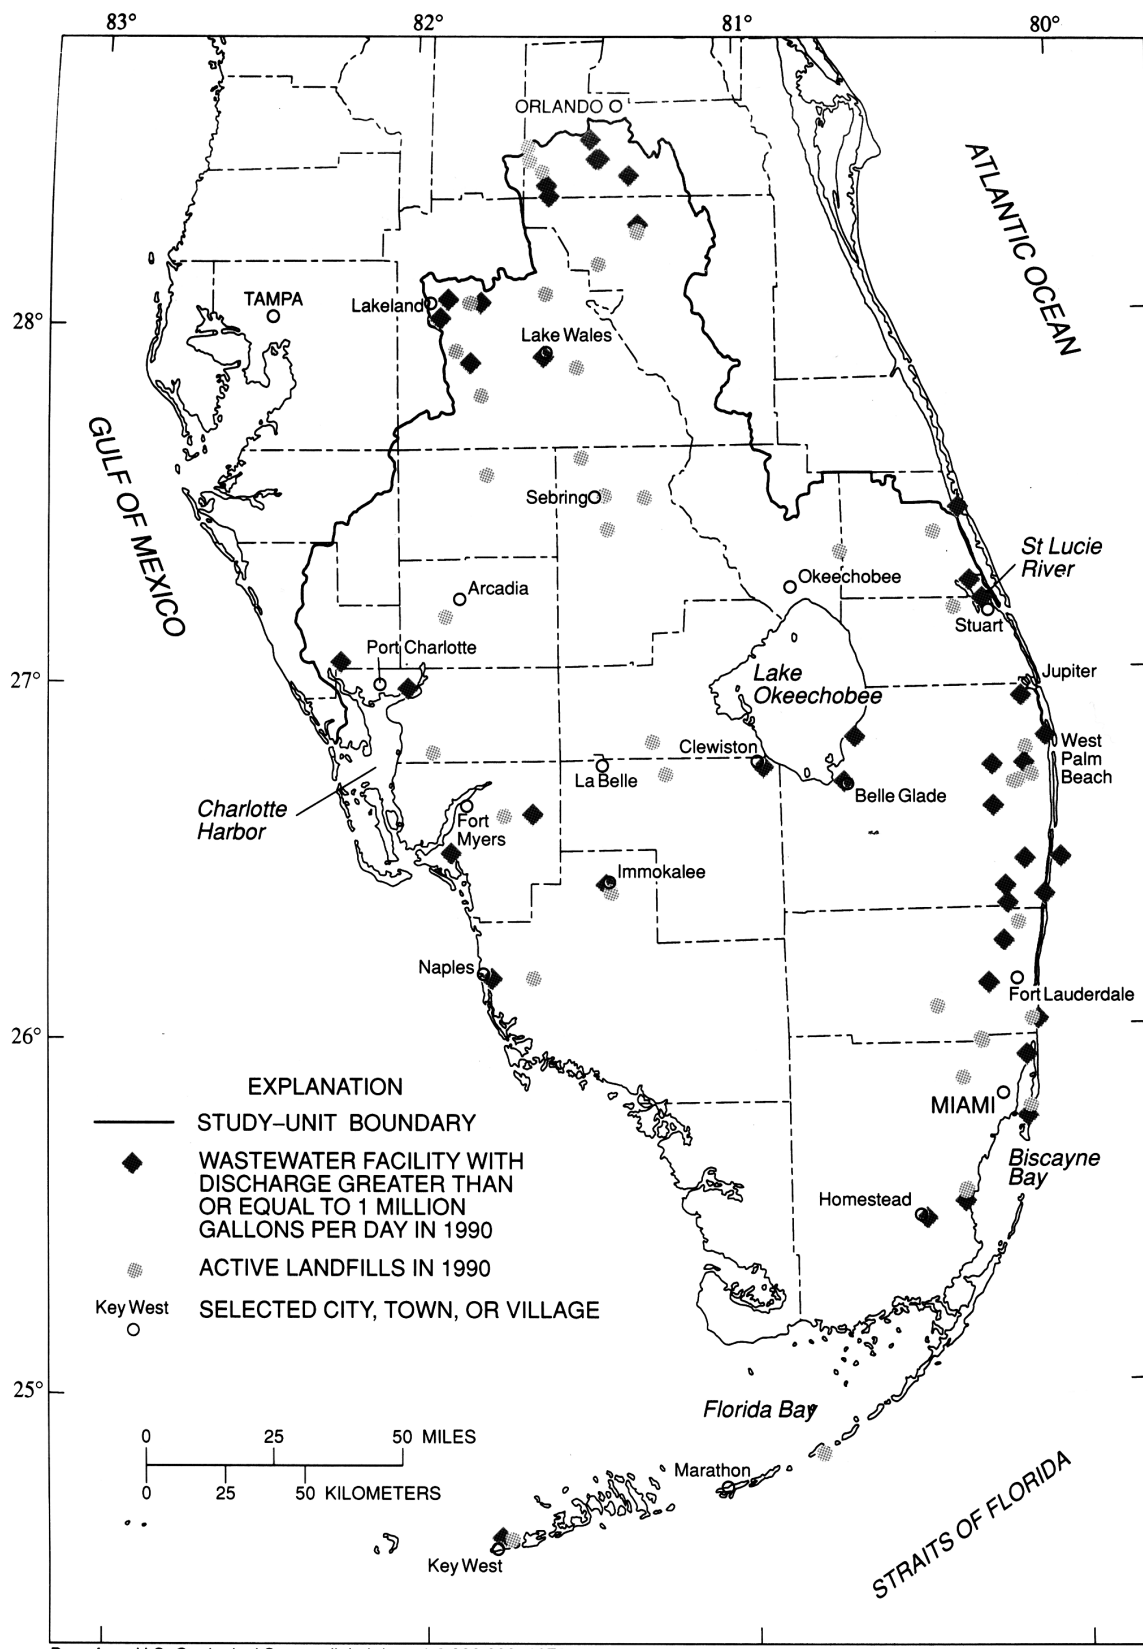 83° 82° 81° 80°
ORLANDO
ATLANTIC OCEAN
TAMPA
Lakeland
28°
Lake Wales
GULF OF MEXICO
Sebring
St Lucie
River
Okeechobee
Arcadia
Stuart
Port Charlotte
27°
Lake
Okeechobee
Jupiter
Clewiston
West
Palm
Beach
La Belle
Belle Glade
Charlotte
Harbor
Fort
Myers
Immokalee
Naples
Fort Lauderdale
26°
MIAMI
Biscayne
Bay
Homestead
EXPLANATION
STUDY–UNIT BOUNDARY
WASTEWATER FACILITY WITH
DISCHARGE GREATER THAN
OR EQUAL TO 1 MILLION
GALLONS PER DAY IN 1990
ACTIVE LANDFILLS IN 1990
Key West SELECTED CITY, TOWN, OR VILLAGE
25°
Florida Bay
0 25 50 MILES
0 25 50 KILOMETERS
Marathon
Key West
STRAITS OF FLORIDA